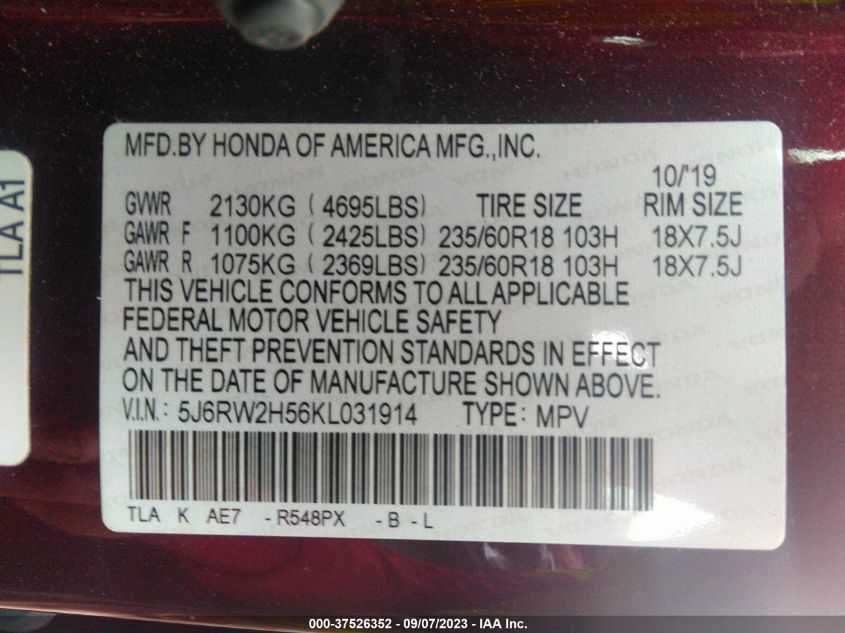 TLA A1
MFD.BY HONDA OF AMERICA MFG.,INC.
10/'19
GVWR 2130KG ( 4695LBS) TIRE SIZE RIM SIZE
GAWR F 1100KG ( 2425LBS) 235/60R18 103H 18X7.5J
GAWR R 1075KG ( 2369LBS) 235/60R18 103H 18X7.5J
THIS VEHICLE CONFORMS TO ALL APPLICABLE
FEDERAL MOTOR VEHICLE SAFETY
AND THEFT PREVENTION STANDARDS IN EFFECT
ON THE DATE OF MANUFACTURE SHOWN ABOVE.
V.I.N.: 5J6RW2H56KL031914 TYPE: MPV
TLA K AE7 -R548PX -B -L
000-37526352 - 09/07/2023 - IAA Inc.